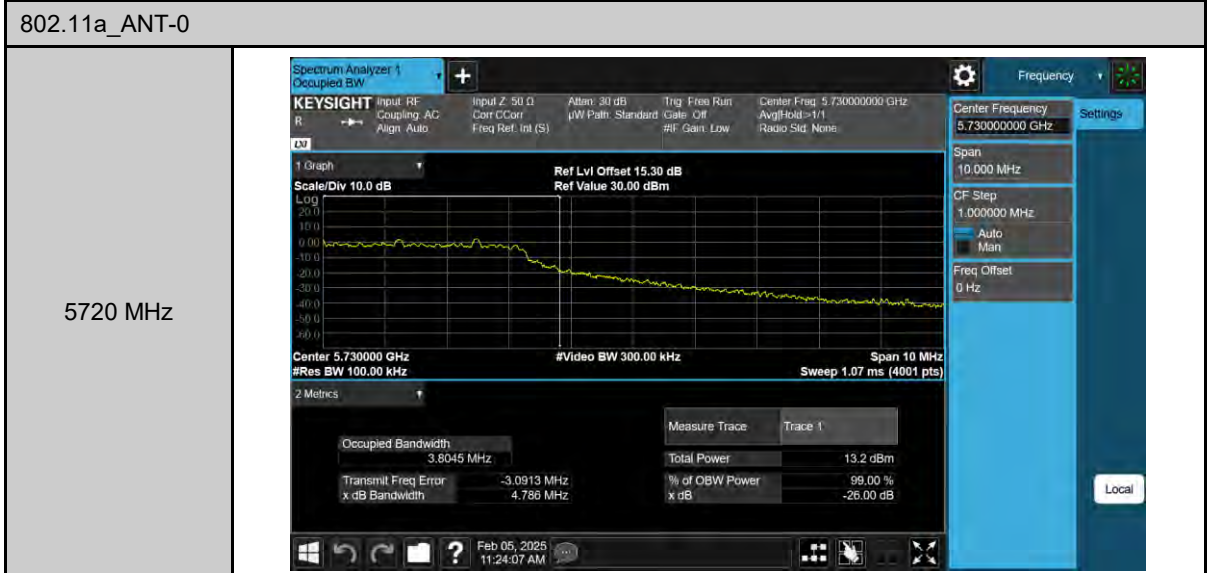 802.11a_ANT-0
5720 MHz
Spectrum Analyzer 1
Occupied BW
+
Frequency
KEYSIGHT
R
LXI
Input: RF
Coupling: AC
Align: Auto
Input Z: 50 Ω
Corr CCorr
Freq Ref: Int (S)
Atten: 30 dB
µW Path: Standard
Trig: Free Run
Gate: Off
#IF Gain: Low
Center Freq: 5.730000000 GHz
Avg|Hold:>1/1
Radio Std: None
Center Frequency
5.730000000 GHz
Settings
Span
10.000 MHz
CF Step
1.000000 MHz
Auto
Man
Freq Offset
0 Hz
Local
1 Graph
Scale/Div 10.0 dB
Ref Lvl Offset 15.30 dB
Ref Value 30.00 dBm
Log
20.0
10.0
0.00
-10.0
-20.0
-30.0
-40.0
-50.0
-60.0
Center 5.730000 GHz
#Res BW 100.00 kHz
#Video BW 300.00 kHz
Span 10 MHz
Sweep 1.07 ms (4001 pts)
2 Metrics
Measure Trace Trace 1
Occupied Bandwidth
3.8045 MHz
Total Power 13.2 dBm
Transmit Freq Error -3.0913 MHz
% of OBW Power 99.00 %
x dB Bandwidth 4.786 MHz
x dB -26.00 dB
?
Feb 05, 2025
11:24:07 AM